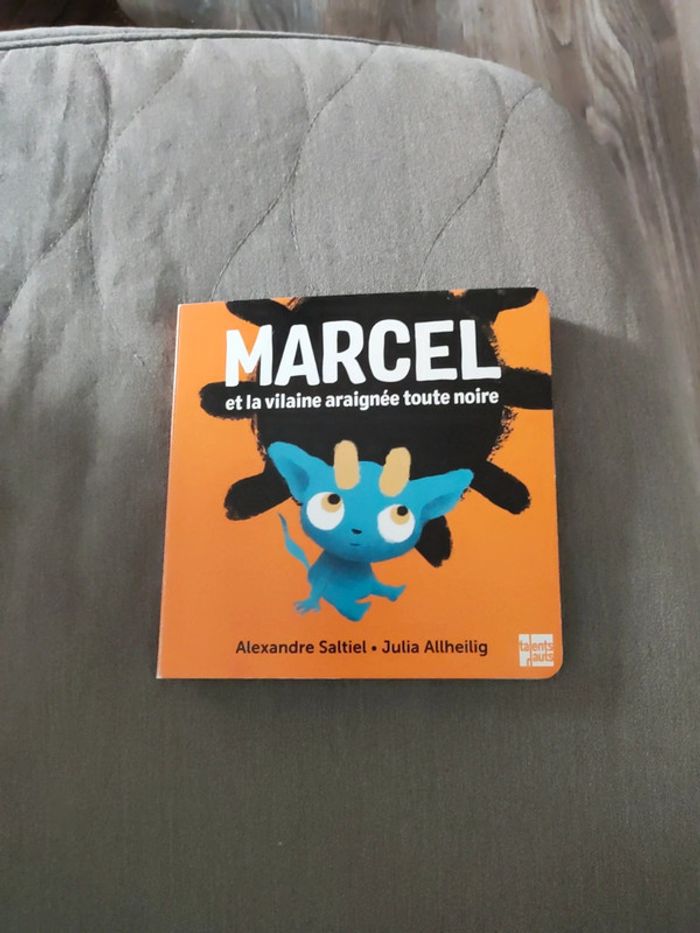 MARCEL
et la vilaine araignée toute noire
Alexandre Saltiel • Julia Allheilig
talents
hauts